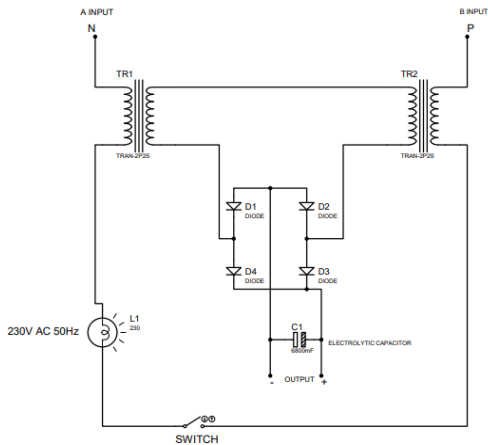 A INPUT
B INPUT
N
P
TR1
TR2
TRAN-2P2S
TRAN-2P2S
D1
DIODE
D2
DIODE
D4
DIODE
D3
DIODE
L1
230
230V AC 50Hz
C1
6800mF
ELECTROLYTIC CAPACITOR
- OUTPUT +
SWITCH